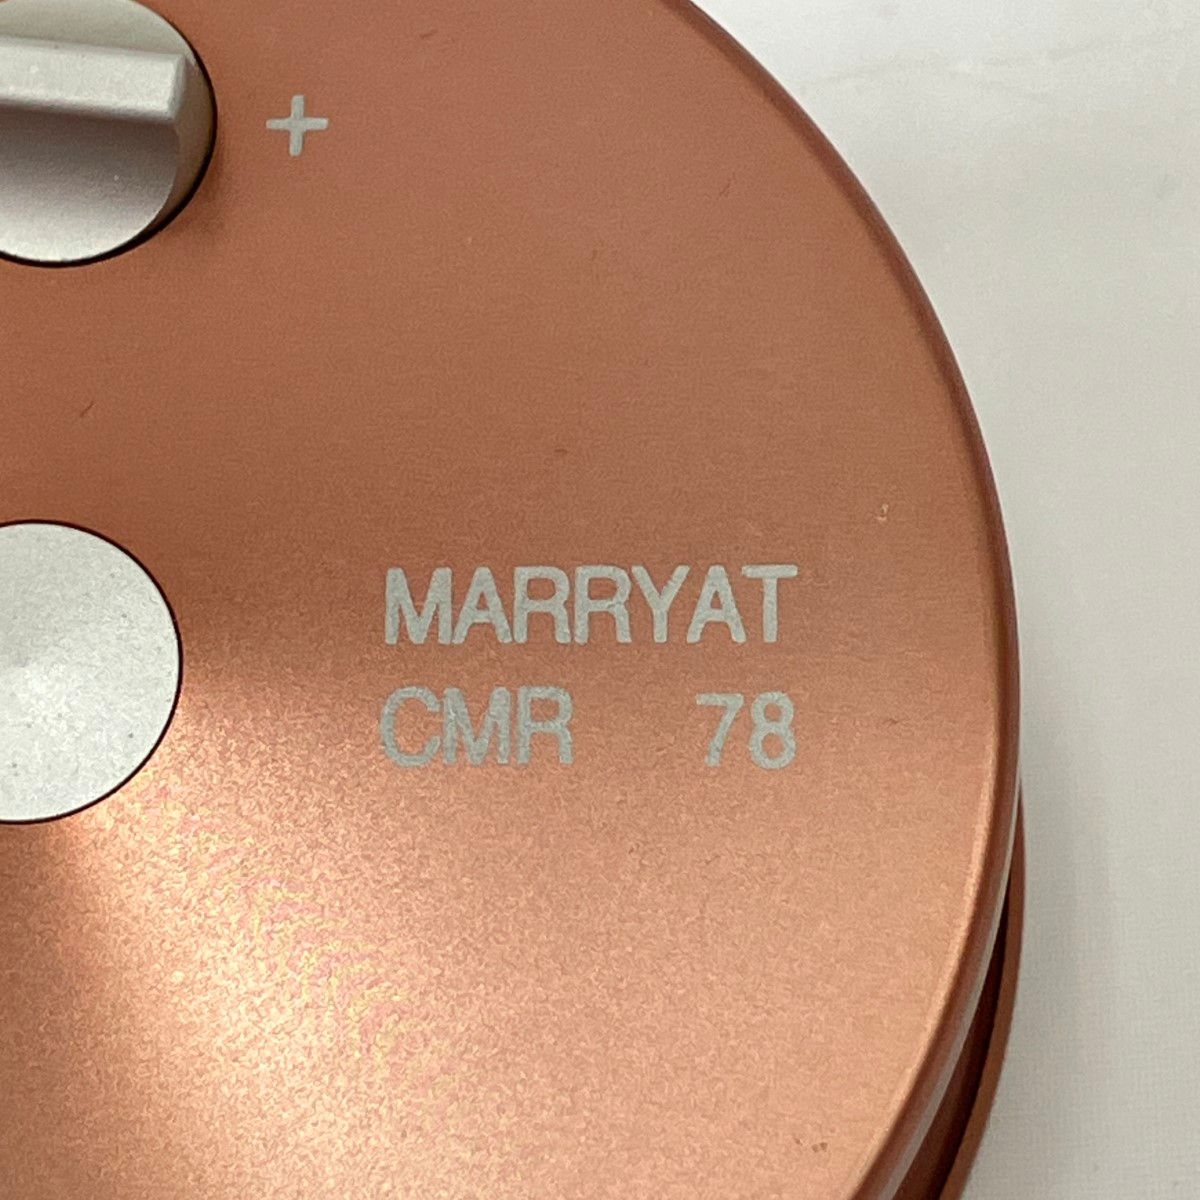 +
MARRYAT
CMR 78